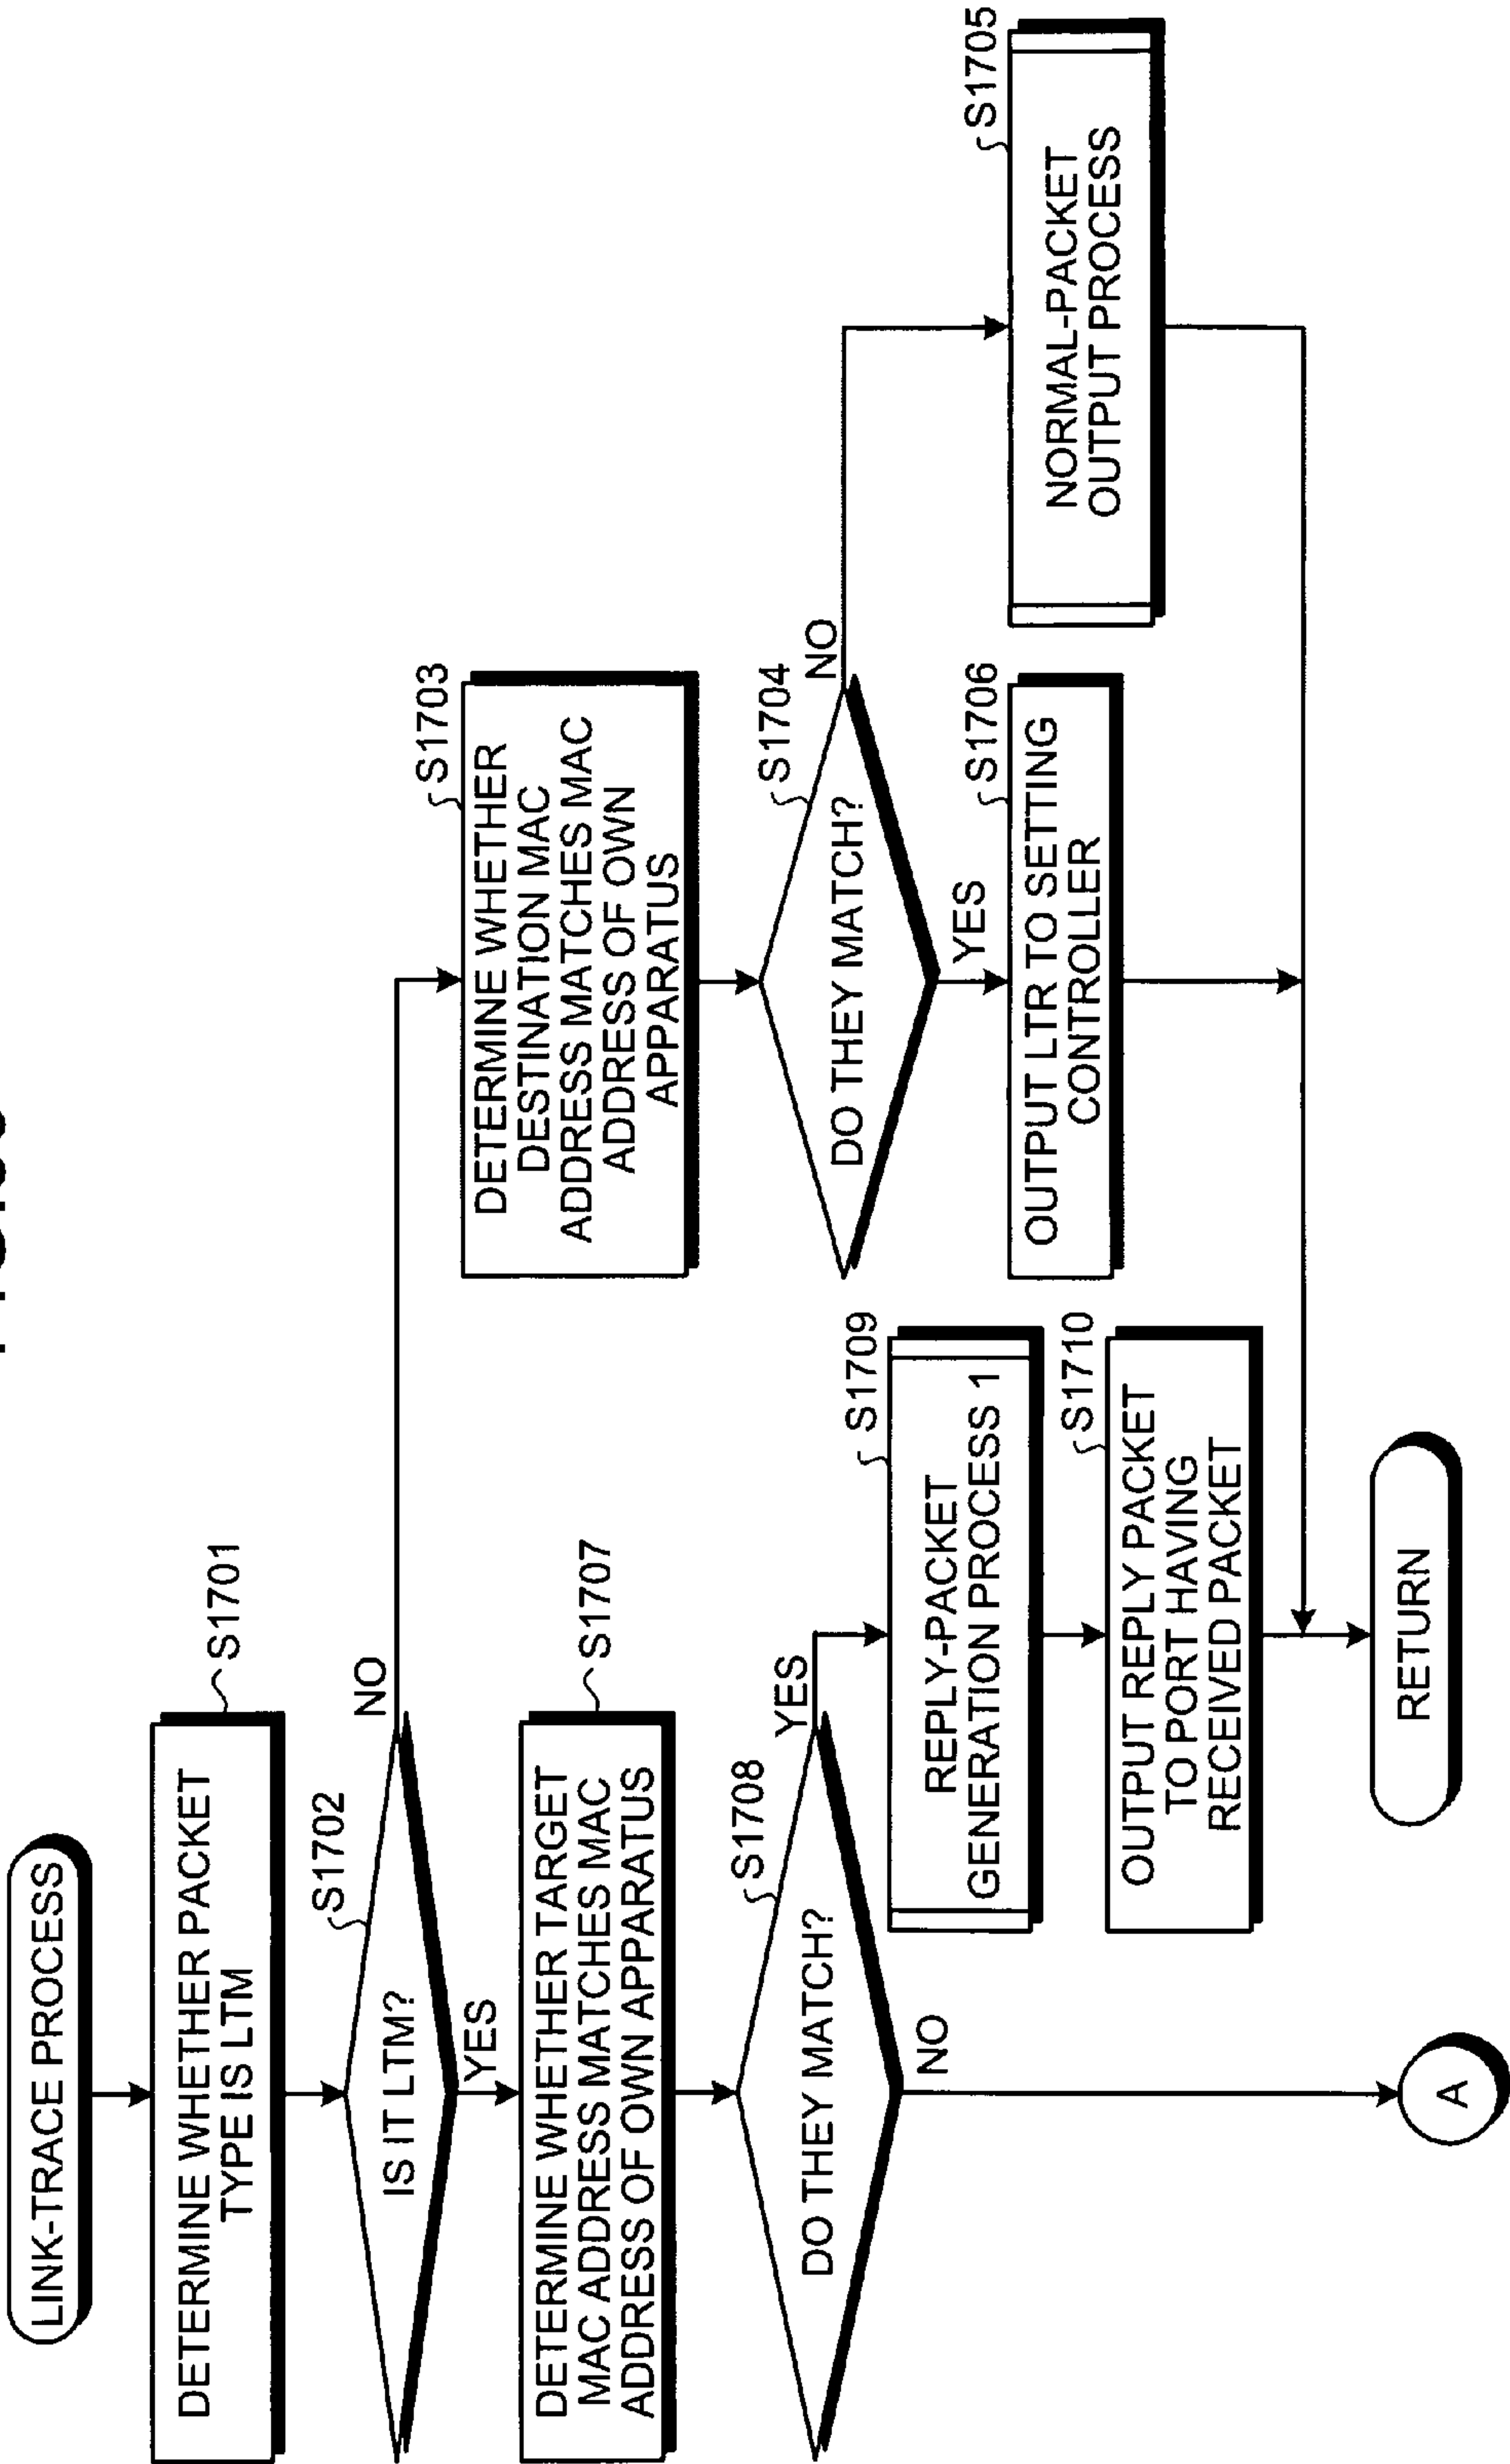 LINK-TRACE PROCESS
S1701
DETERMINE WHETHER PACKET
TYPE IS LTM
S1702
IS IT LTM?
NO
YES
S1703
DETERMINE WHETHER
DESTINATION MAC
ADDRESS MATCHES MAC
ADDRESS OF OWN
APPARATUS
S1707
DETERMINE WHETHER TARGET
MAC ADDRESS MATCHES MAC
ADDRESS OF OWN APPARATUS
S1704
DO THEY MATCH?
NO
YES
S1708
DO THEY MATCH?
YES
NO
S1709
REPLY-PACKET
GENERATION PROCESS 1
S1706
OUTPUT LTR TO SETTING
CONTROLLER
S1705
NORMAL-PACKET
OUTPUT PROCESS
S1710
OUTPUT REPLY PACKET
TO PORT HAVING
RECEIVED PACKET
RETURN
A